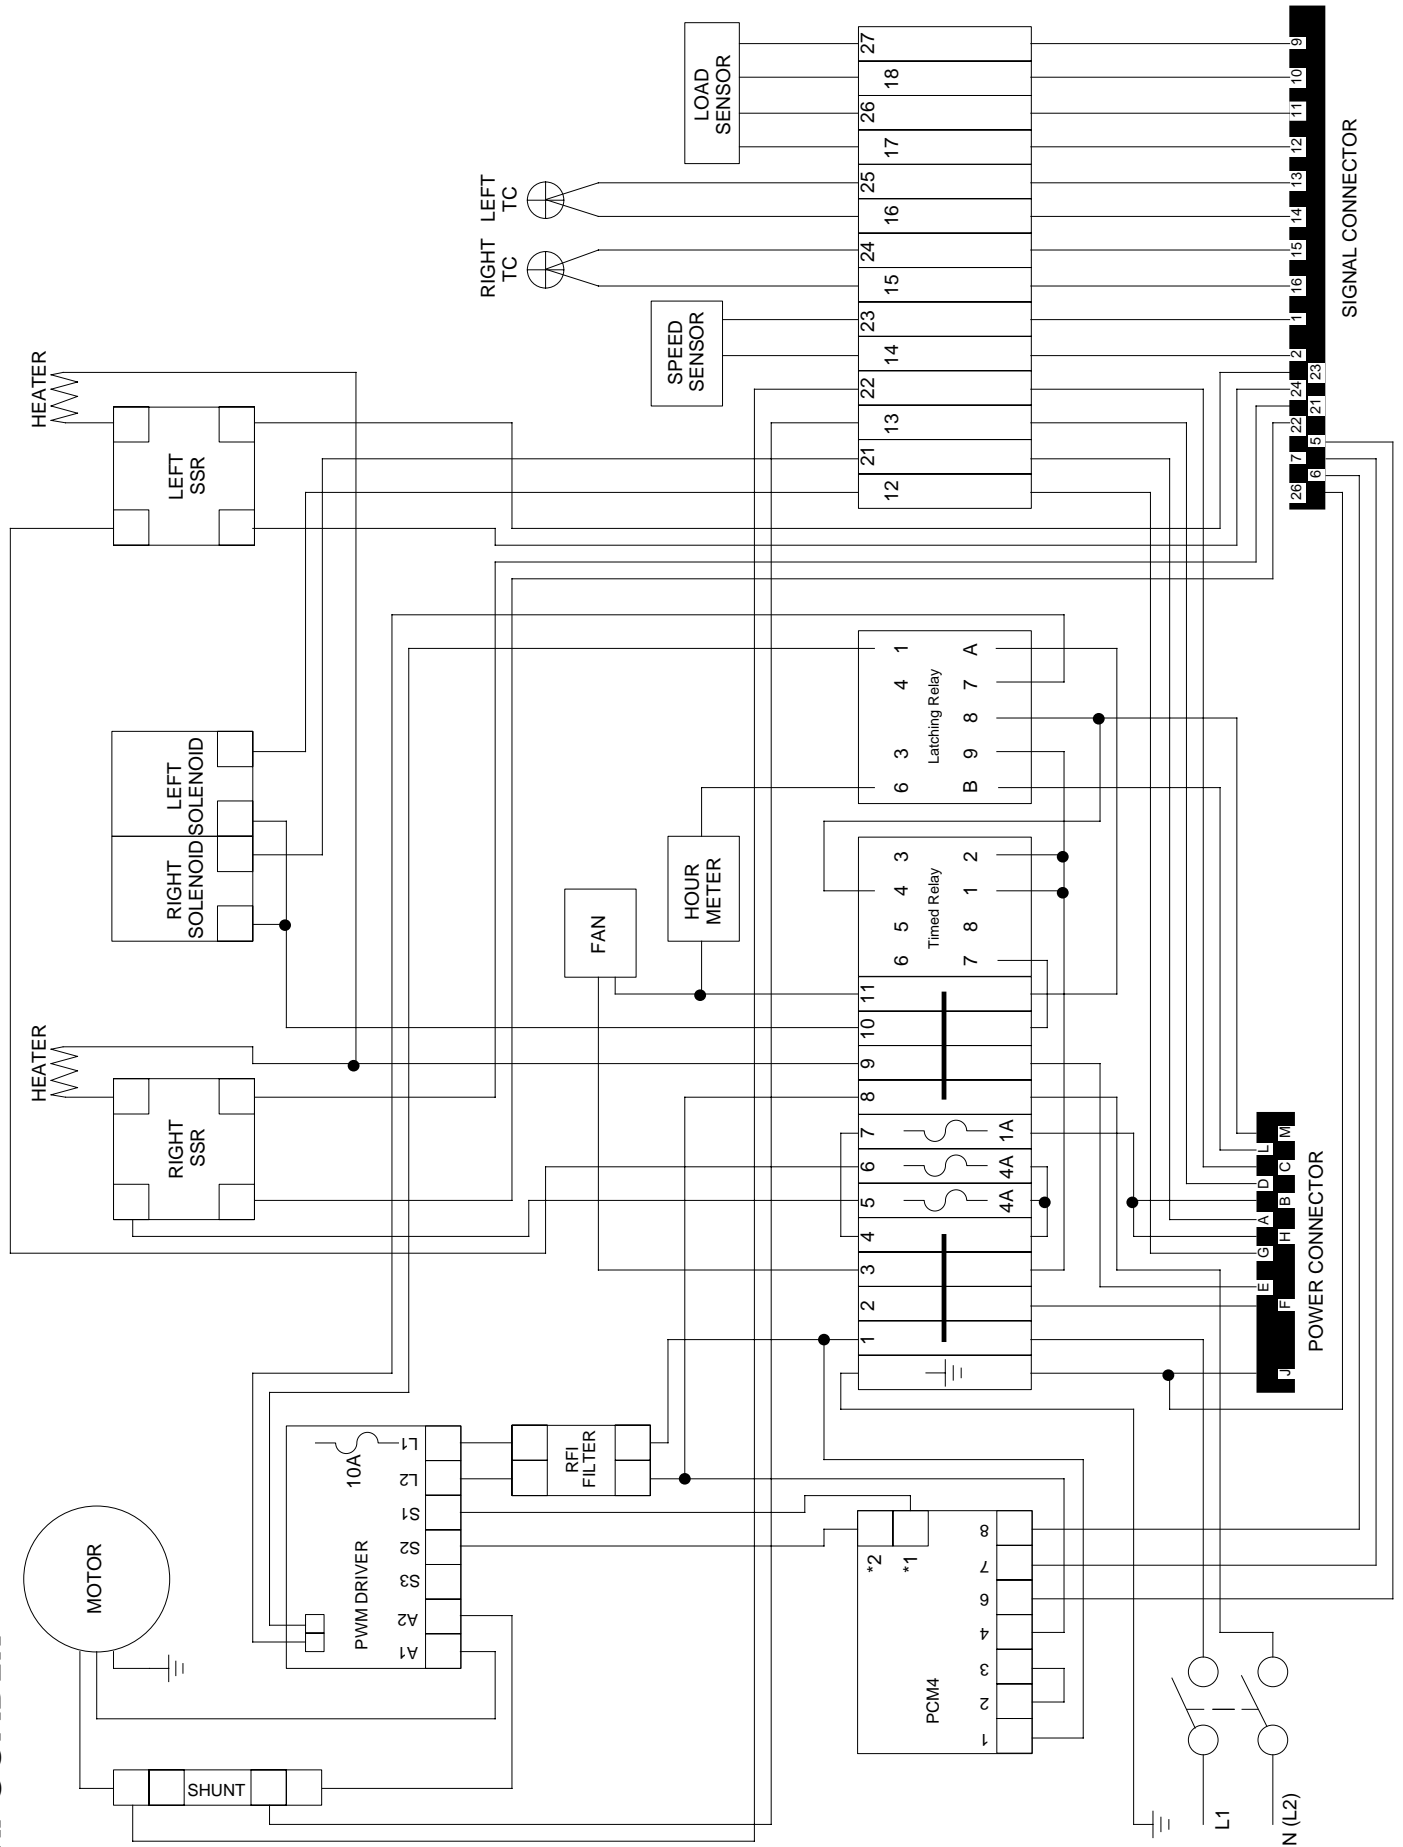 HEATER
LEFT
SSR
LOAD
SENSOR
LEFT
TC
RIGHT
TC
SPEED
SENSOR
27
18
26
17
25
16
24
15
23
14
22
13
21
12
9
10
11
12
13
14
15
16
1
2
23
24
21
22
5
7
6
26
SIGNAL CONNECTOR
LEFT
SOLENOID
RIGHT
SOLENOID
HEATER
RIGHT
SSR
FAN
HOUR
METER
1
4
3
6
Latching Relay
A
7
8
9
B
3
4
5
6
Timed Relay
2
1
8
7
11
10
9
8
7
1A
6
4A
5
4A
4
3
2
1
M
L
C
D
B
A
H
G
E
F
J
POWER CONNECTOR
MOTOR
SHUNT
PWM DRIVER
10A
L1
L2
S1
S2
S3
A2
A1
RFI
FILTER
PCM4
*2
*1
8
7
6
4
3
2
1
L1
N (L2)